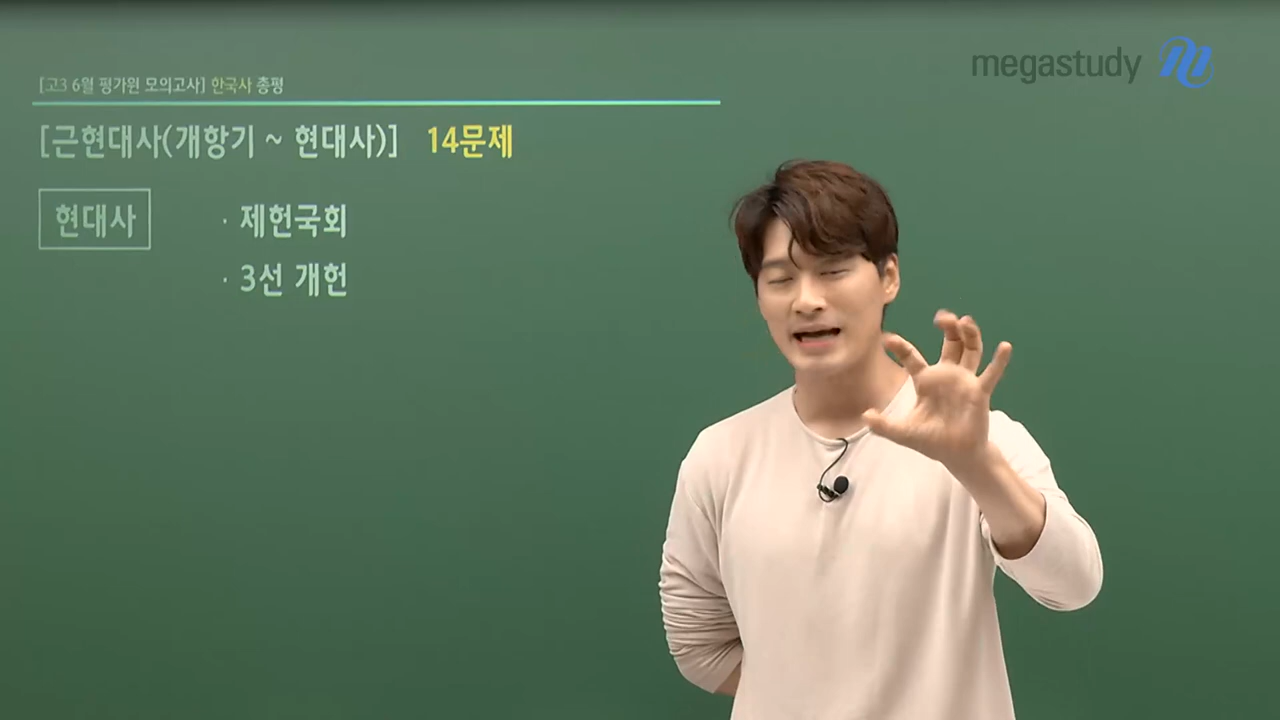 megastudy
[고3 6월 평가원 모의고사] 한국사 총평
[근현대사(개항기 ~ 현대사)] 14문제
현대사 · 제헌국회
· 3선 개헌